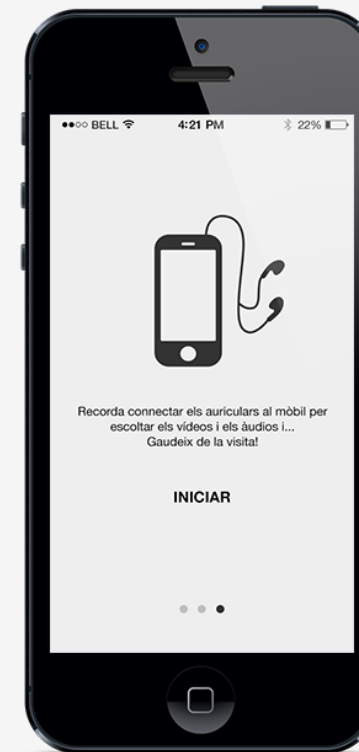 BELL 4:21 PM 22%
Recorda connectar els auriculars al mòbil per
escoltar els vídeos i els àudios i...
Gaudeix de la visita!
INICIAR